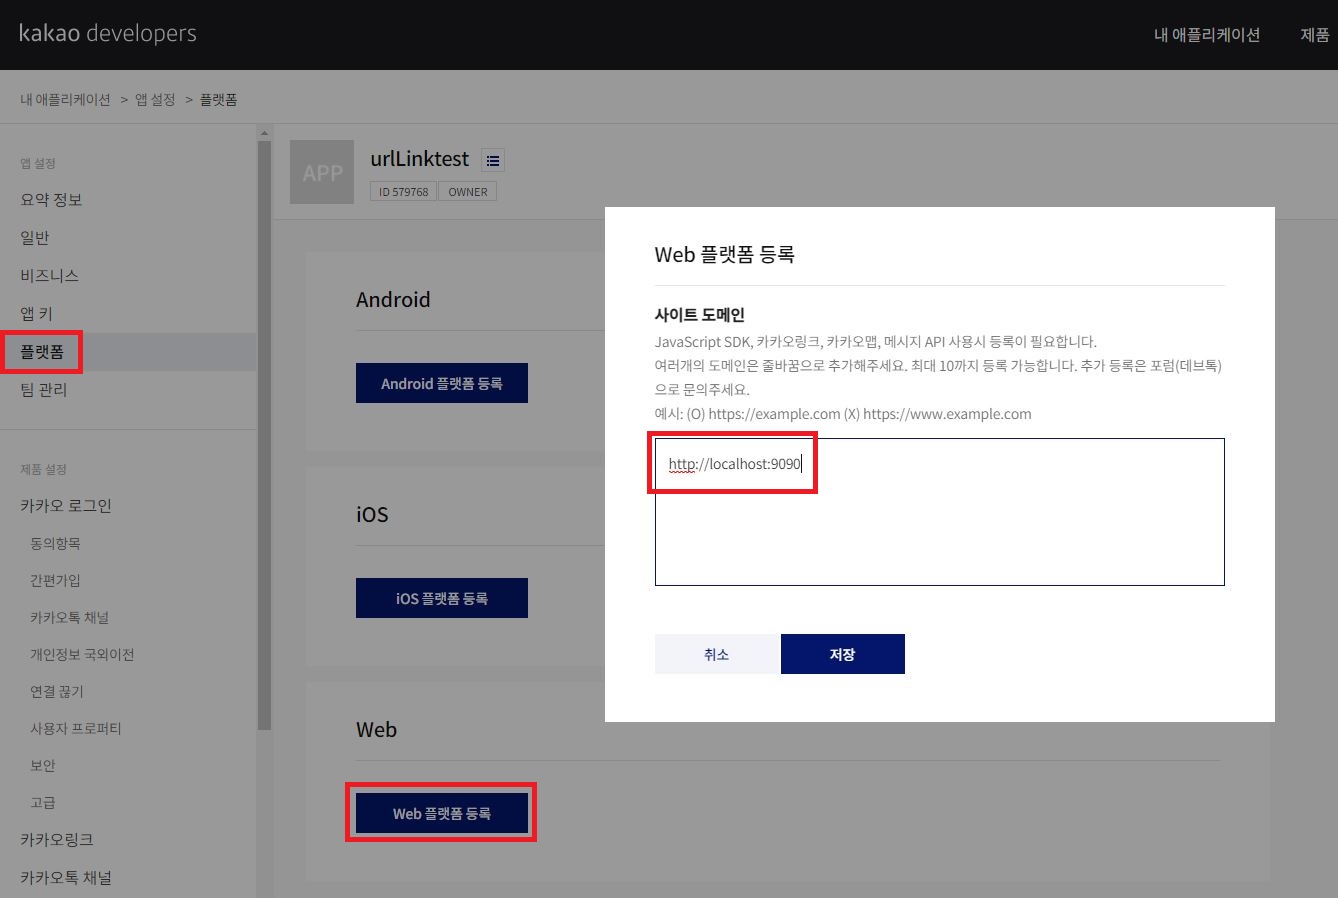 kakao developers
내 애플리케이션 제품
내 애플리케이션 > 앱 설정 > 플랫폼
앱 설정
요약 정보
일반
비즈니스
앱 키
플랫폼
팀 관리
제품 설정
카카오 로그인
동의항목
간편가입
카카오톡 채널
개인정보 국외이전
연결 끊기
사용자 프로퍼티
보안
고급
카카오링크
카카오톡 채널
APP
urlLinktest
ID 579768 OWNER
Android
Android 플랫폼 등록
iOS
iOS 플랫폼 등록
Web
Web 플랫폼 등록
Web 플랫폼 등록
사이트 도메인
JavaScript SDK, 카카오링크, 카카오맵, 메시지 API 사용시 등록이 필요합니다.
여러개의 도메인은 줄바꿈으로 추가해주세요. 최대 10까지 등록 가능합니다. 추가 등록은 포럼(데브톡)
으로 문의주세요.
예시: (O) https://example.com (X) https://www.example.com
http://localhost:9090
취소 저장